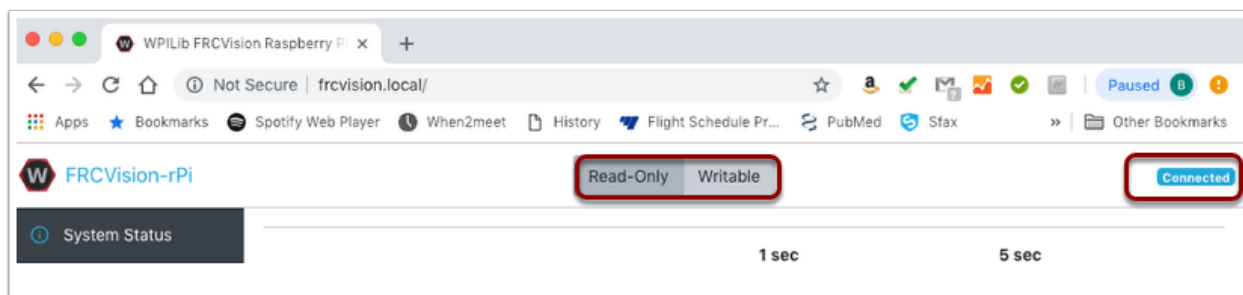 WPILib FRCVision Raspberry P
Not Secure | frcvision.local/
Paused B
Apps Bookmarks Spotify Web Player When2meet History Flight Schedule Pr... PubMed Sfax » Other Bookmarks
W FRCVision-rPi Read-Only Writable Connected
System Status
1 sec 5 sec